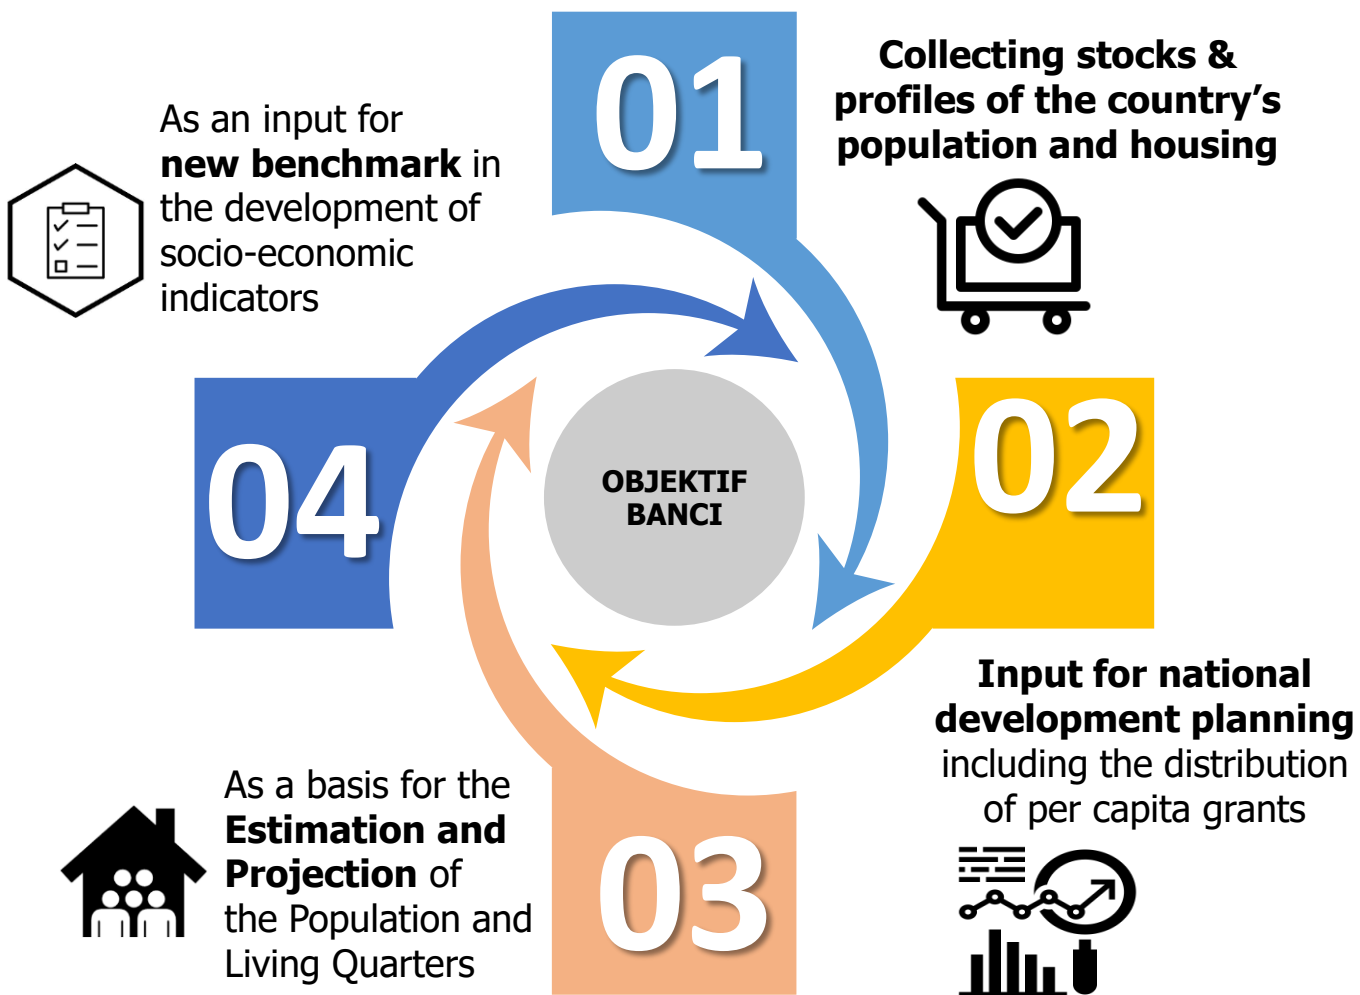 01
Collecting stocks &
profiles of the country’s
population and housing
02
Input for national
development planning
including the distribution
of per capita grants
03
As a basis for the
Estimation and
Projection of
the Population and
Living Quarters
04
As an input for
new benchmark in
the development of
socio-economic
indicators
OBJEKTIF
BANCI